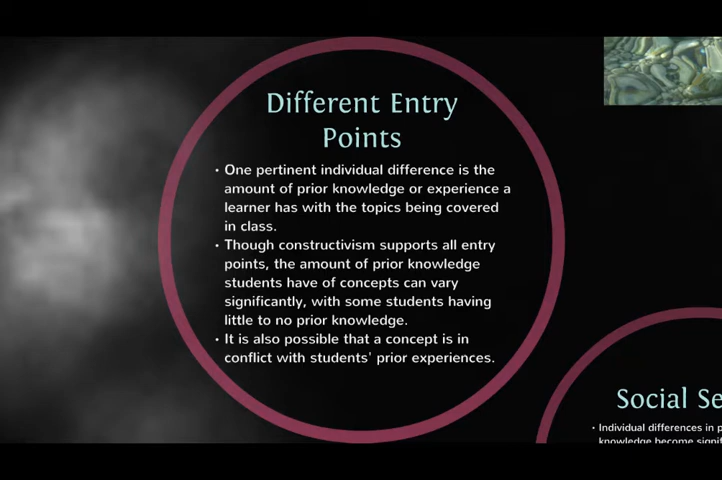 Different Entry
Points
• One pertinent individual difference is the
amount of prior knowledge or experience a
learner has with the topics being covered
in class.
• Though constructivism supports all entry
points, the amount of prior knowledge
students have of concepts can vary
significantly, with some students having
little to no prior knowledge.
• It is also possible that a concept is in
conflict with students' prior experiences.
Social
• Individual differences in
knowledge become